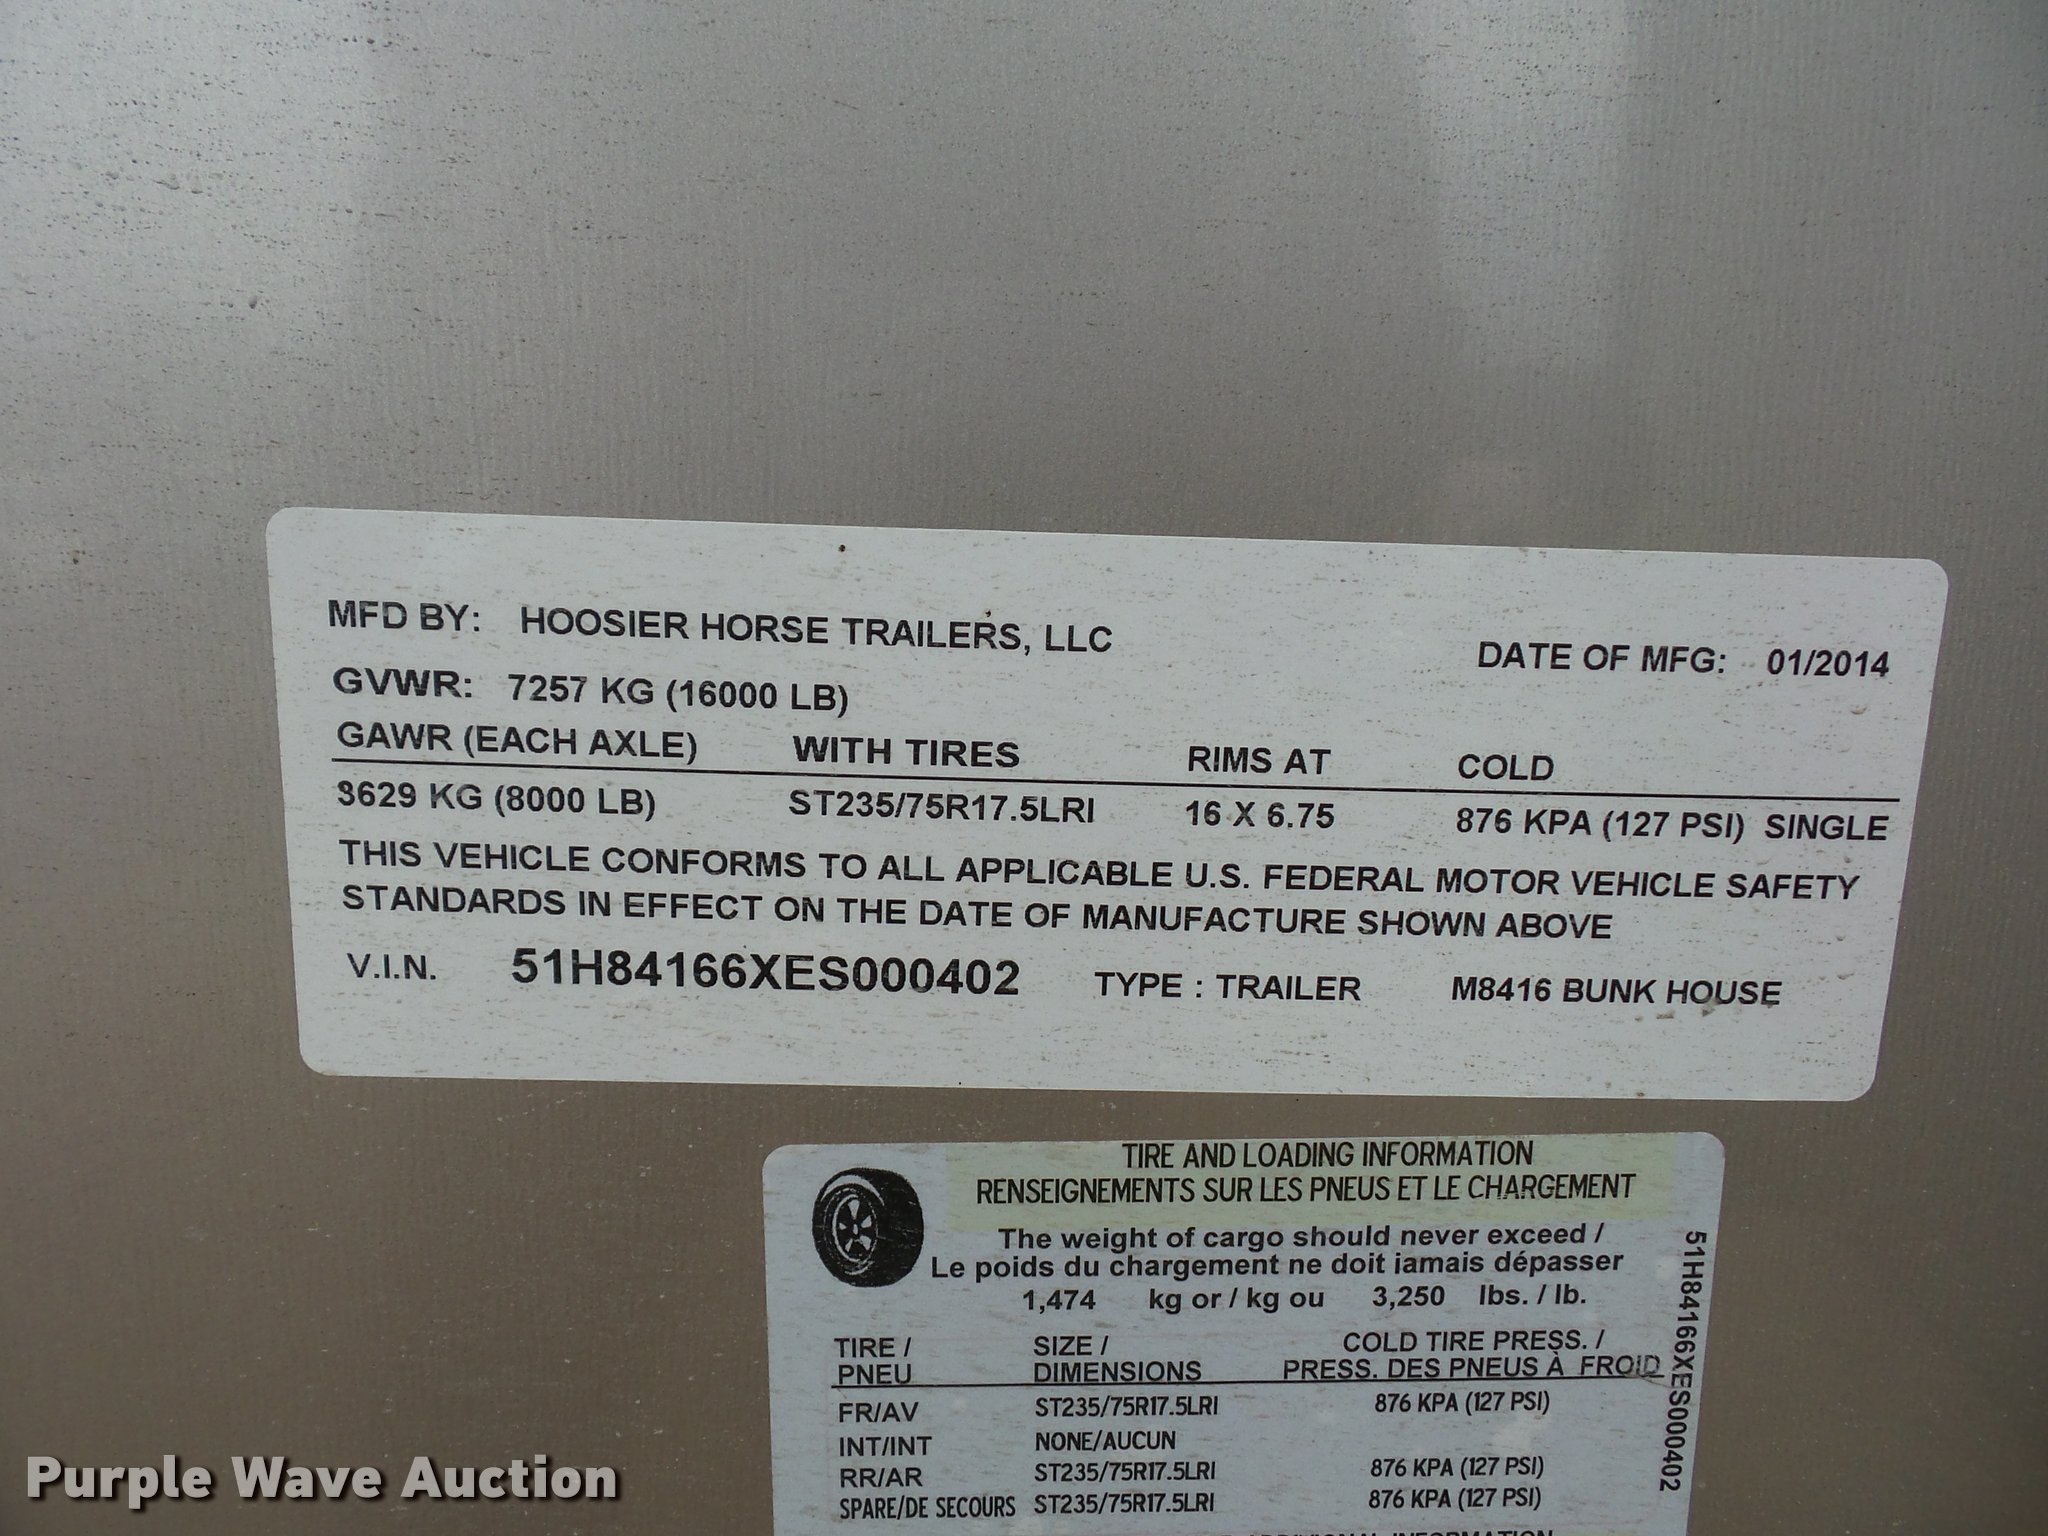 MFD BY: HOOSIER HORSE TRAILERS, LLC
DATE OF MFG: 01/2014
GVWR: 7257 KG (16000 LB)
GAWR (EACH AXLE) WITH TIRES RIMS AT COLD
3629 KG (8000 LB) ST235/75R17.5LRI 16 X 6.75 876 KPA (127 PSI) SINGLE
THIS VEHICLE CONFORMS TO ALL APPLICABLE U.S. FEDERAL MOTOR VEHICLE SAFETY
STANDARDS IN EFFECT ON THE DATE OF MANUFACTURE SHOWN ABOVE
V.I.N. 51H84166XES000402 TYPE : TRAILER M8416 BUNK HOUSE
TIRE AND LOADING INFORMATION
RENSEIGNEMENTS SUR LES PNEUS ET LE CHARGEMENT
The weight of cargo should never exceed /
Le poids du chargement ne doit iamais dépasser
1,474 kg or / kg ou 3,250 lbs. / lb.
TIRE / SIZE / COLD TIRE PRESS. /
PNEU DIMENSIONS PRESS. DES PNEUS À FROID
FR/AV ST235/75R17.5LRI 876 KPA (127 PSI)
INT/INT NONE/AUCUN
RR/AR ST235/75R17.5LRI 876 KPA (127 PSI)
SPARE/DE SECOURS ST235/75R17.5LRI 876 KPA (127 PSI)
51H84166XES000402
Purple Wave Auction